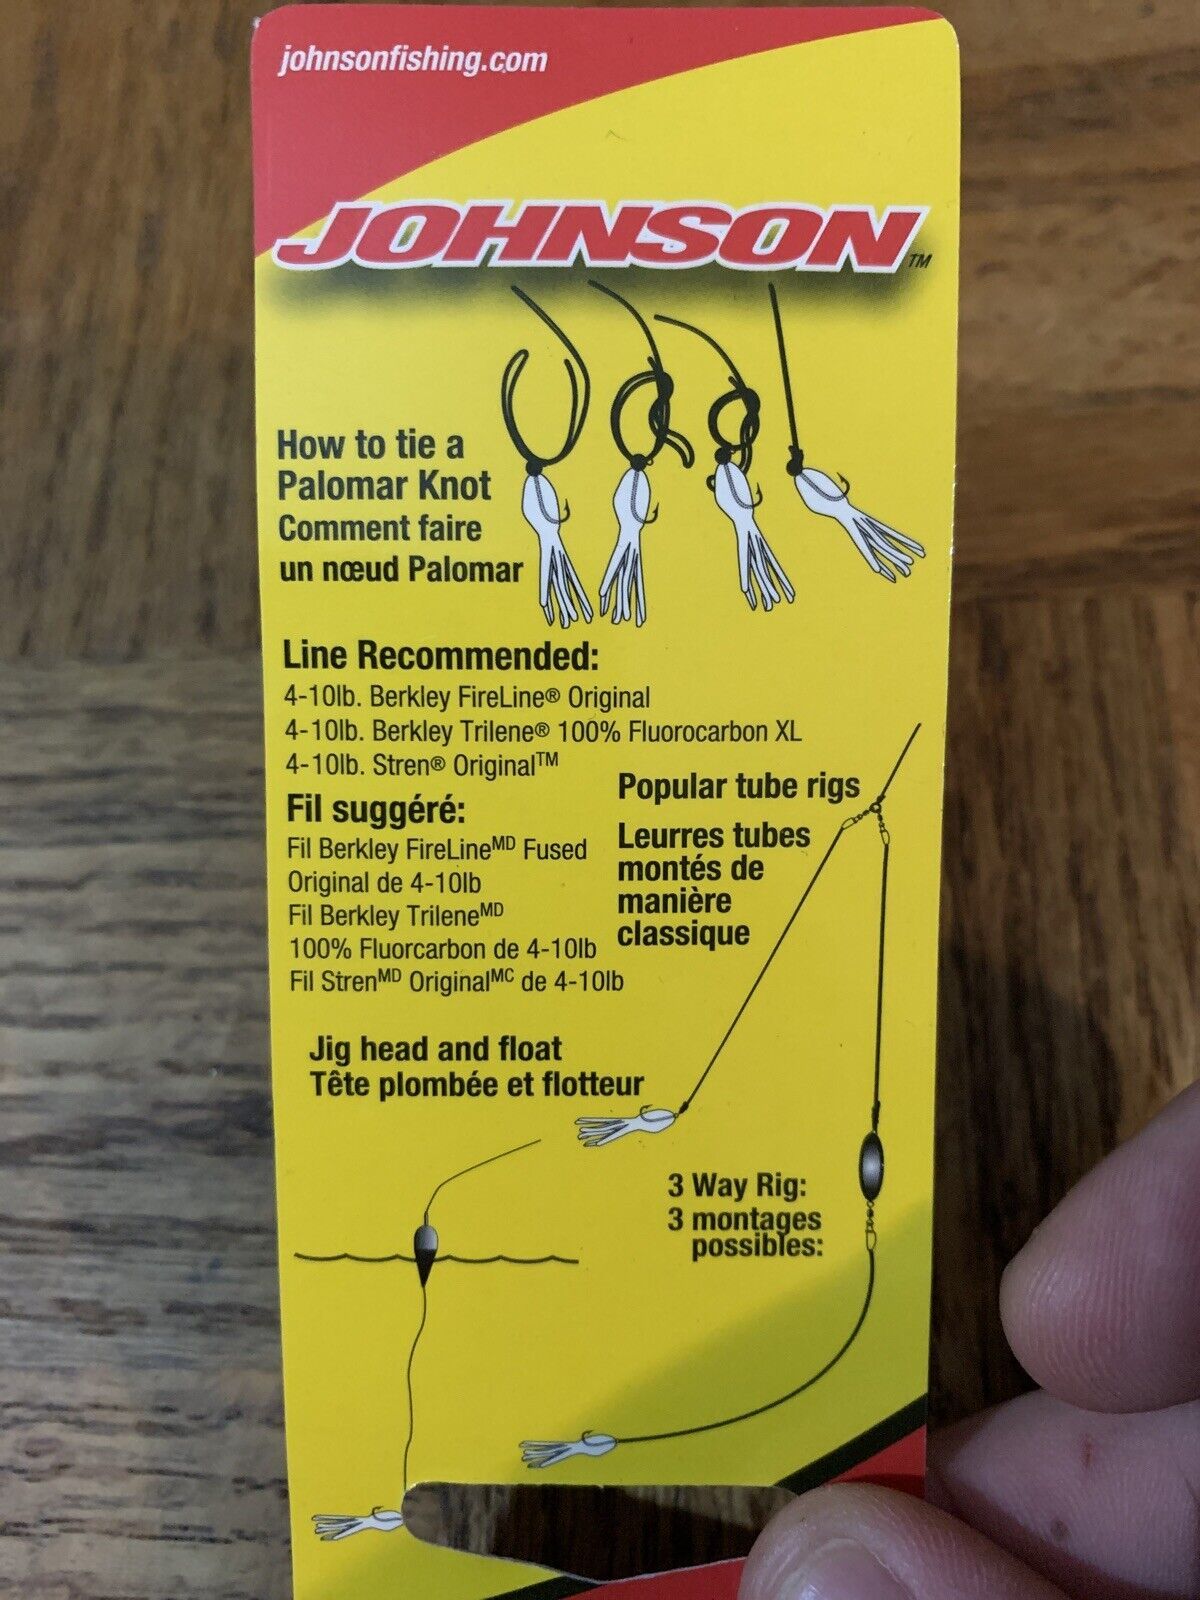 johnsonfishing.com
JOHNSON™
How to tie a
Palomar Knot
Comment faire
un nœud Palomar
Line Recommended:
4-10lb. Berkley FireLine® Original
4-10lb. Berkley Trilene® 100% Fluorocarbon XL
4-10lb. Stren® Original™
Fil suggéré:
Fil Berkley FireLineMD Fused
Original de 4-10lb
Fil Berkley TrileneMD
100% Fluorcarbon de 4-10lb
Fil StrenMD OriginalMC de 4-10lb
Popular tube rigs
Leurres tubes
montés de
manière
classique
Jig head and float
Tête plombée et flotteur
3 Way Rig:
3 montages
possibles: